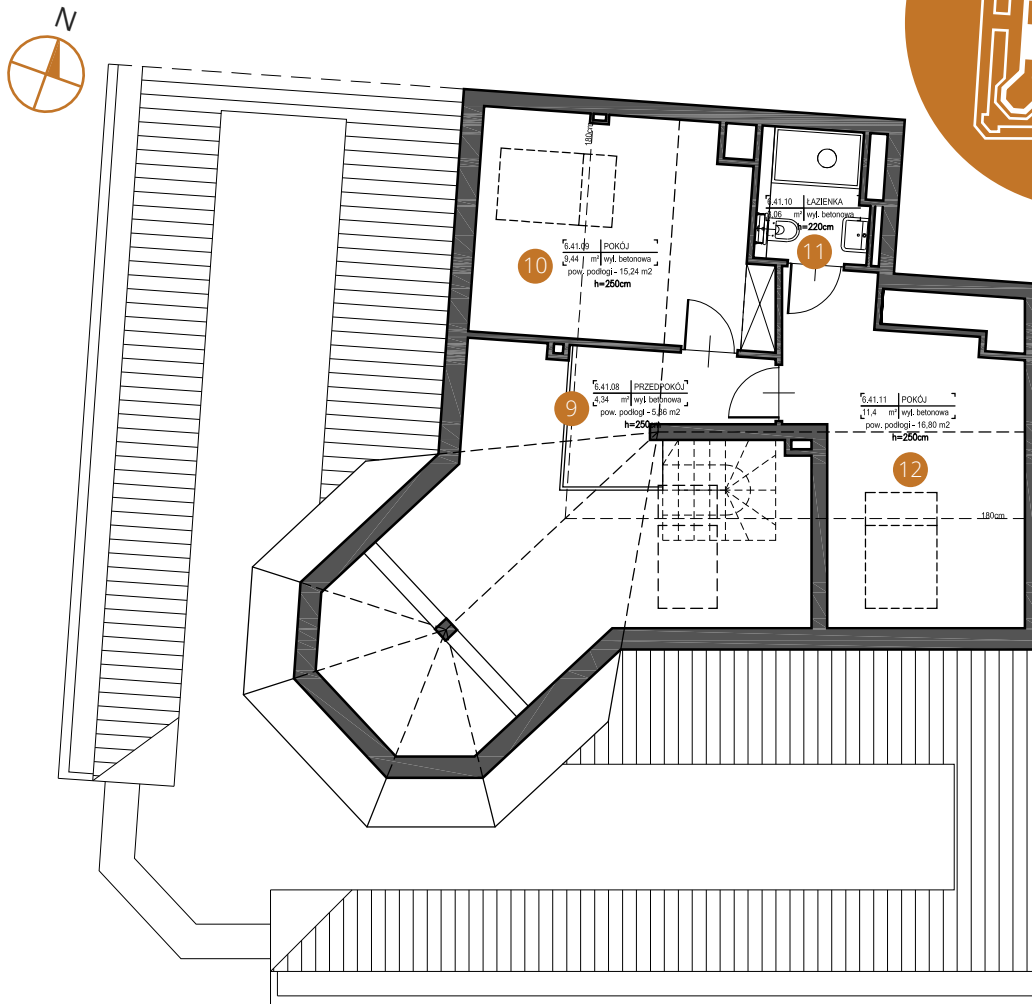 N
180cm
6.41.10 ŁAZIENKA
m² wyl. betonowa
h=220cm
11
6.41.09 POKÓJ
9,44 m² wyl. betonowa
pow. podłogi - 15,24 m2
h=250cm
10
6.41.08 PRZEDPOKÓJ
4,34 m² wyl. betonowa
pow. podłogi - 5,86 m2
h=250cm
9
6.41.11 POKÓJ
11,4 m² wyl. betonowa
pow. podłogi - 16,80 m2
h=250cm
12
180cm